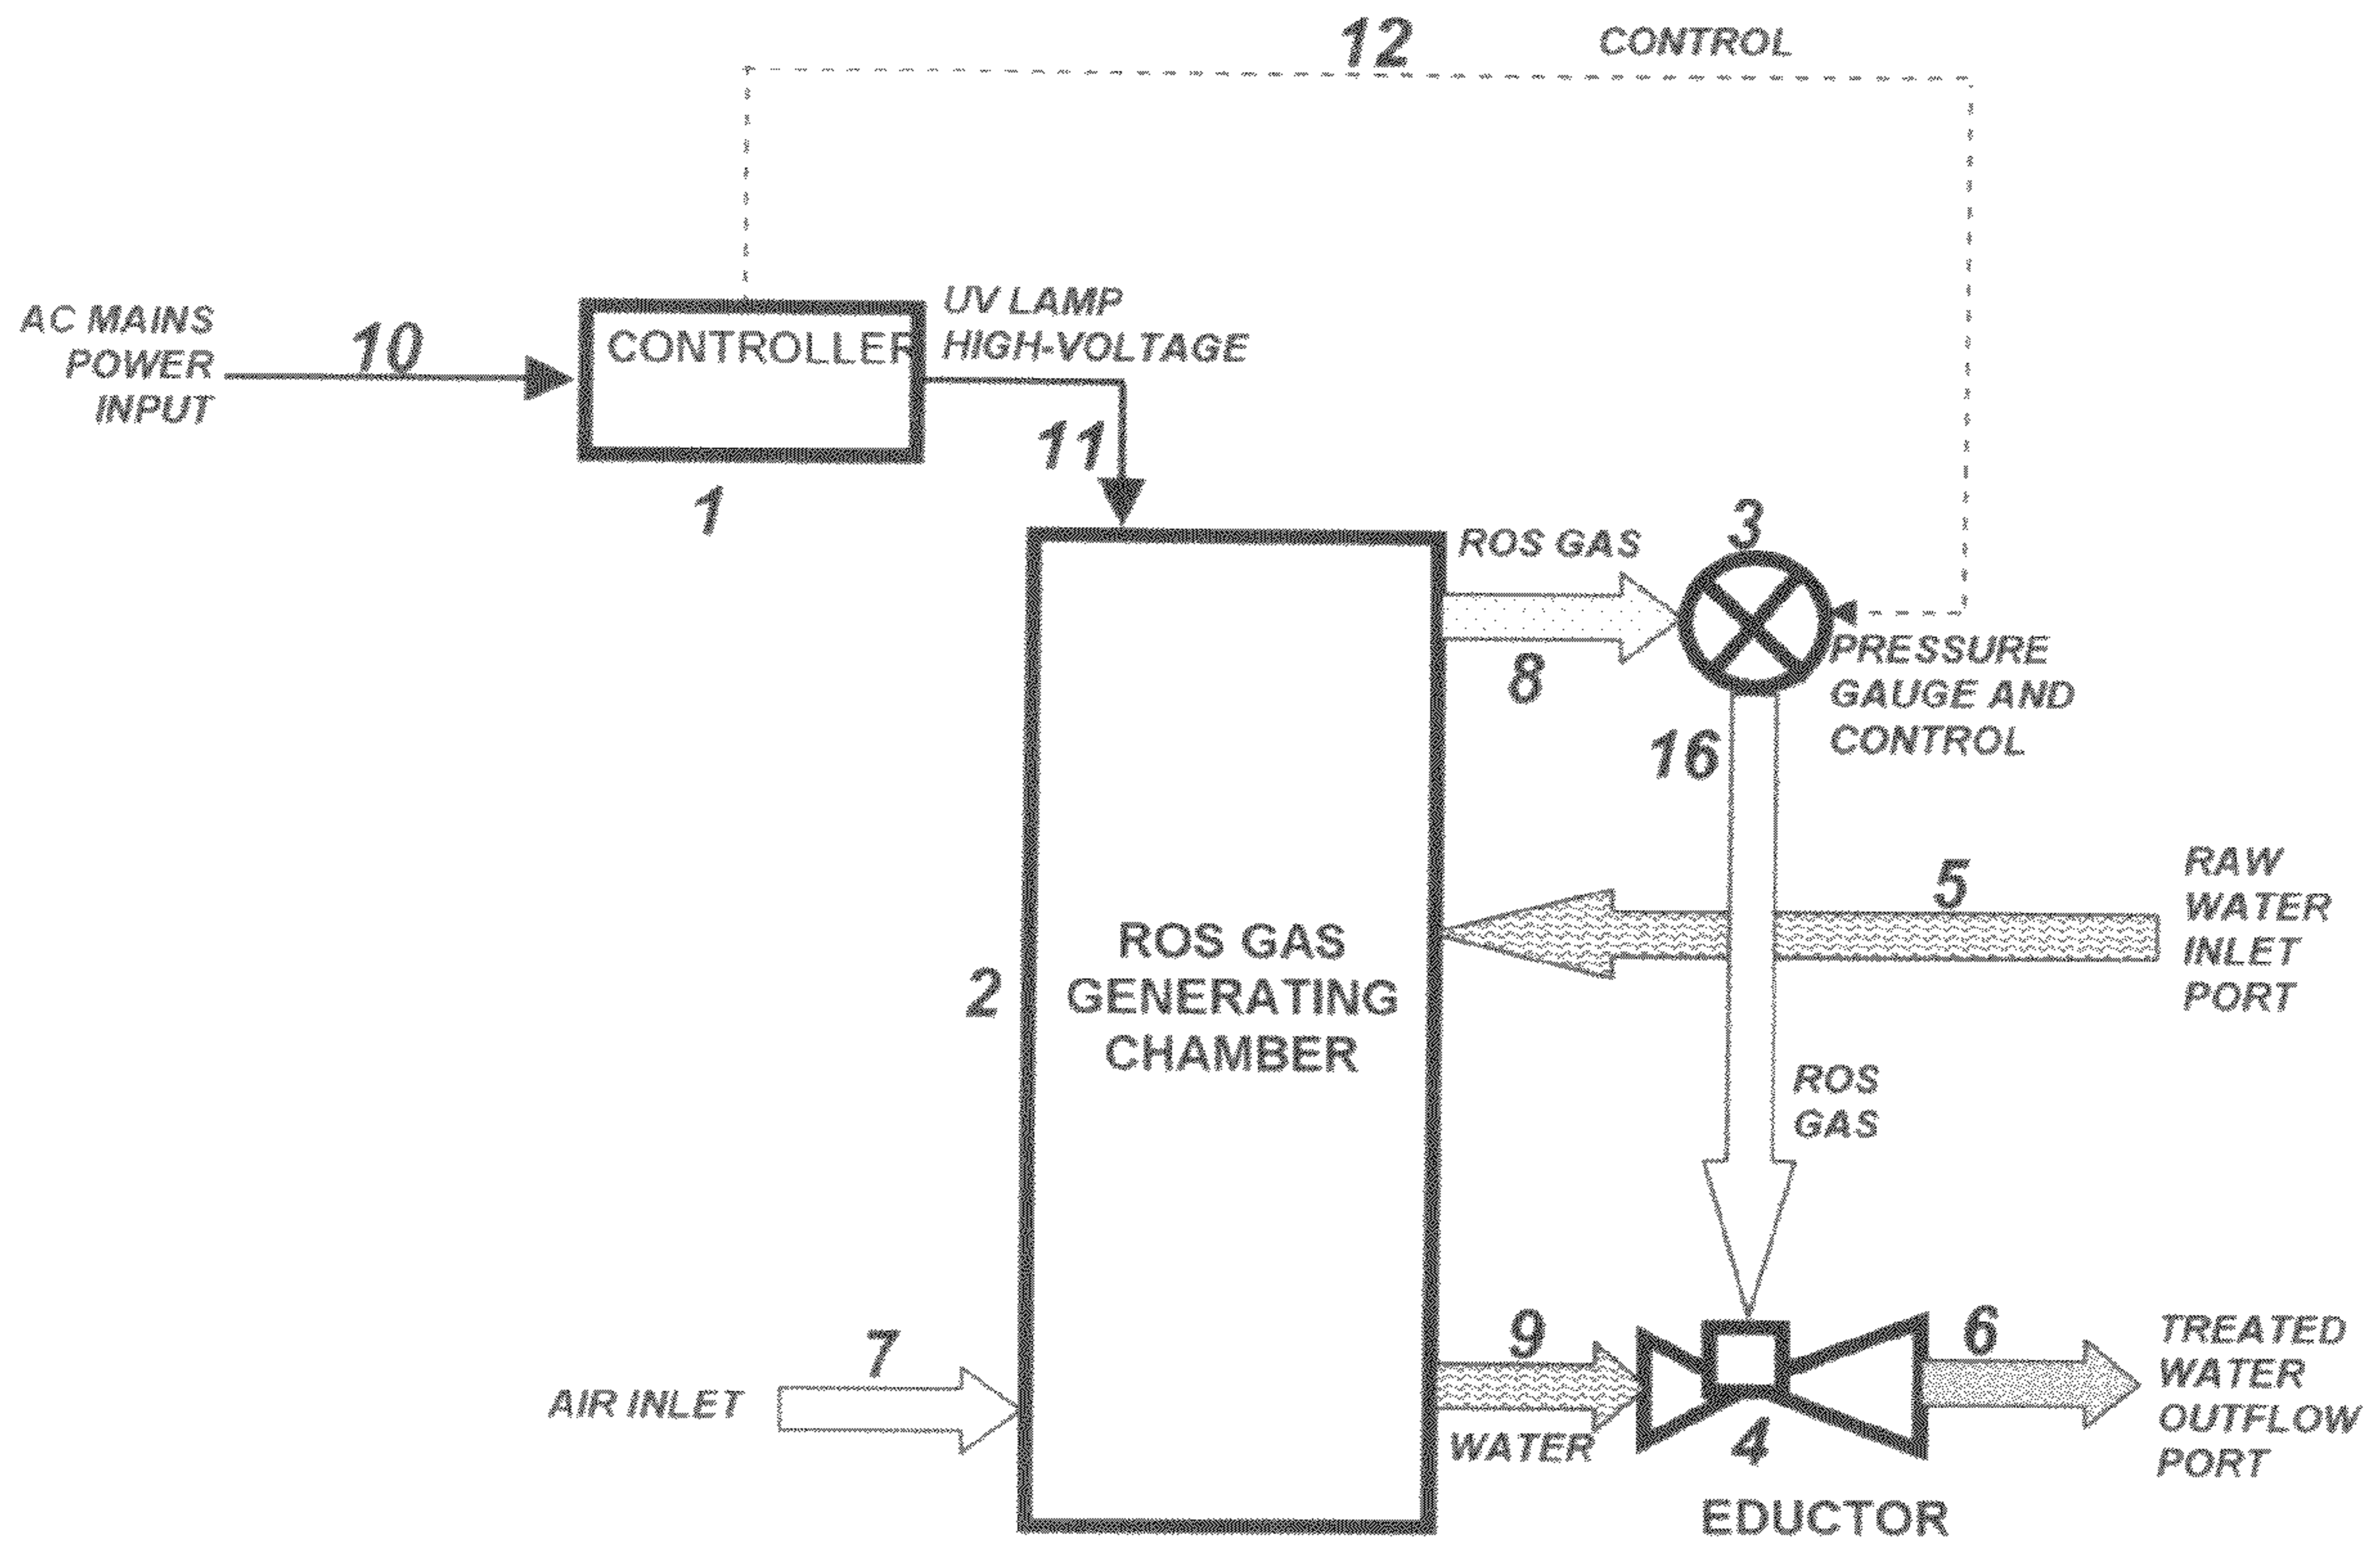 12
CONTROL
AC MAINS
POWER
INPUT
10
CONTROLLER
1
UV LAMP
HIGH-VOLTAGE
11
ROS GAS
8
3
PRESSURE
GAUGE AND
CONTROL
16
5
RAW
WATER
INLET
PORT
2
ROS GAS
GENERATING
CHAMBER
ROS
GAS
7
AIR INLET
9
WATER
4
EDUCTOR
6
TREATED
WATER
OUTFLOW
PORT